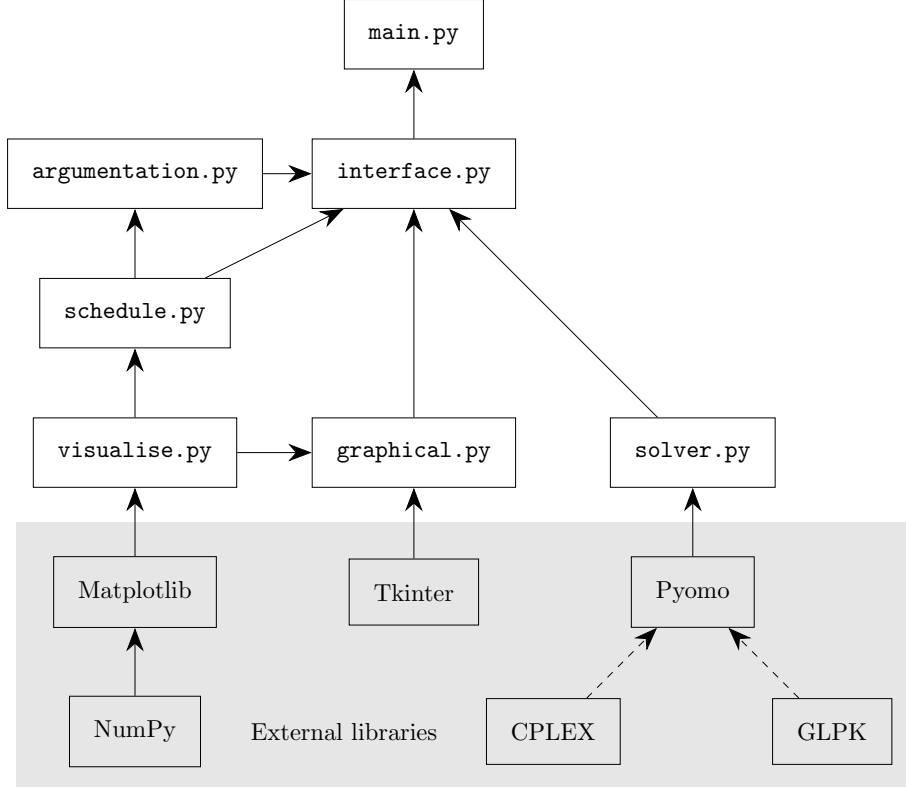 main.py
argumentation.py
interface.py
schedule.py
visualise.py
graphical.py
solver.py
Matplotlib
Tkinter
Pyomo
NumPy
External libraries
CPLEX
GLPK